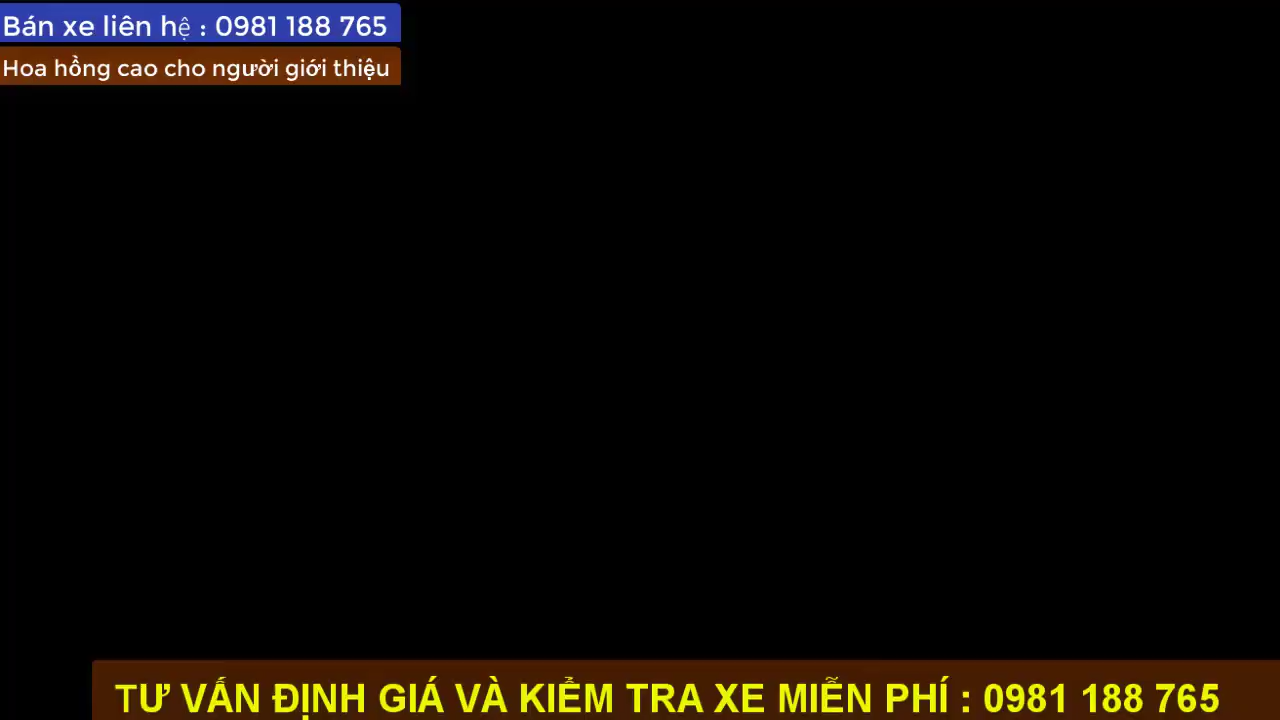 Bán xe liên hệ : 0981 188 765
Hoa hồng cao cho người giới thiệu
TƯ VẤN ĐỊNH GIÁ VÀ KIỂM TRA XE MIỄN PHÍ : 0981 188 765